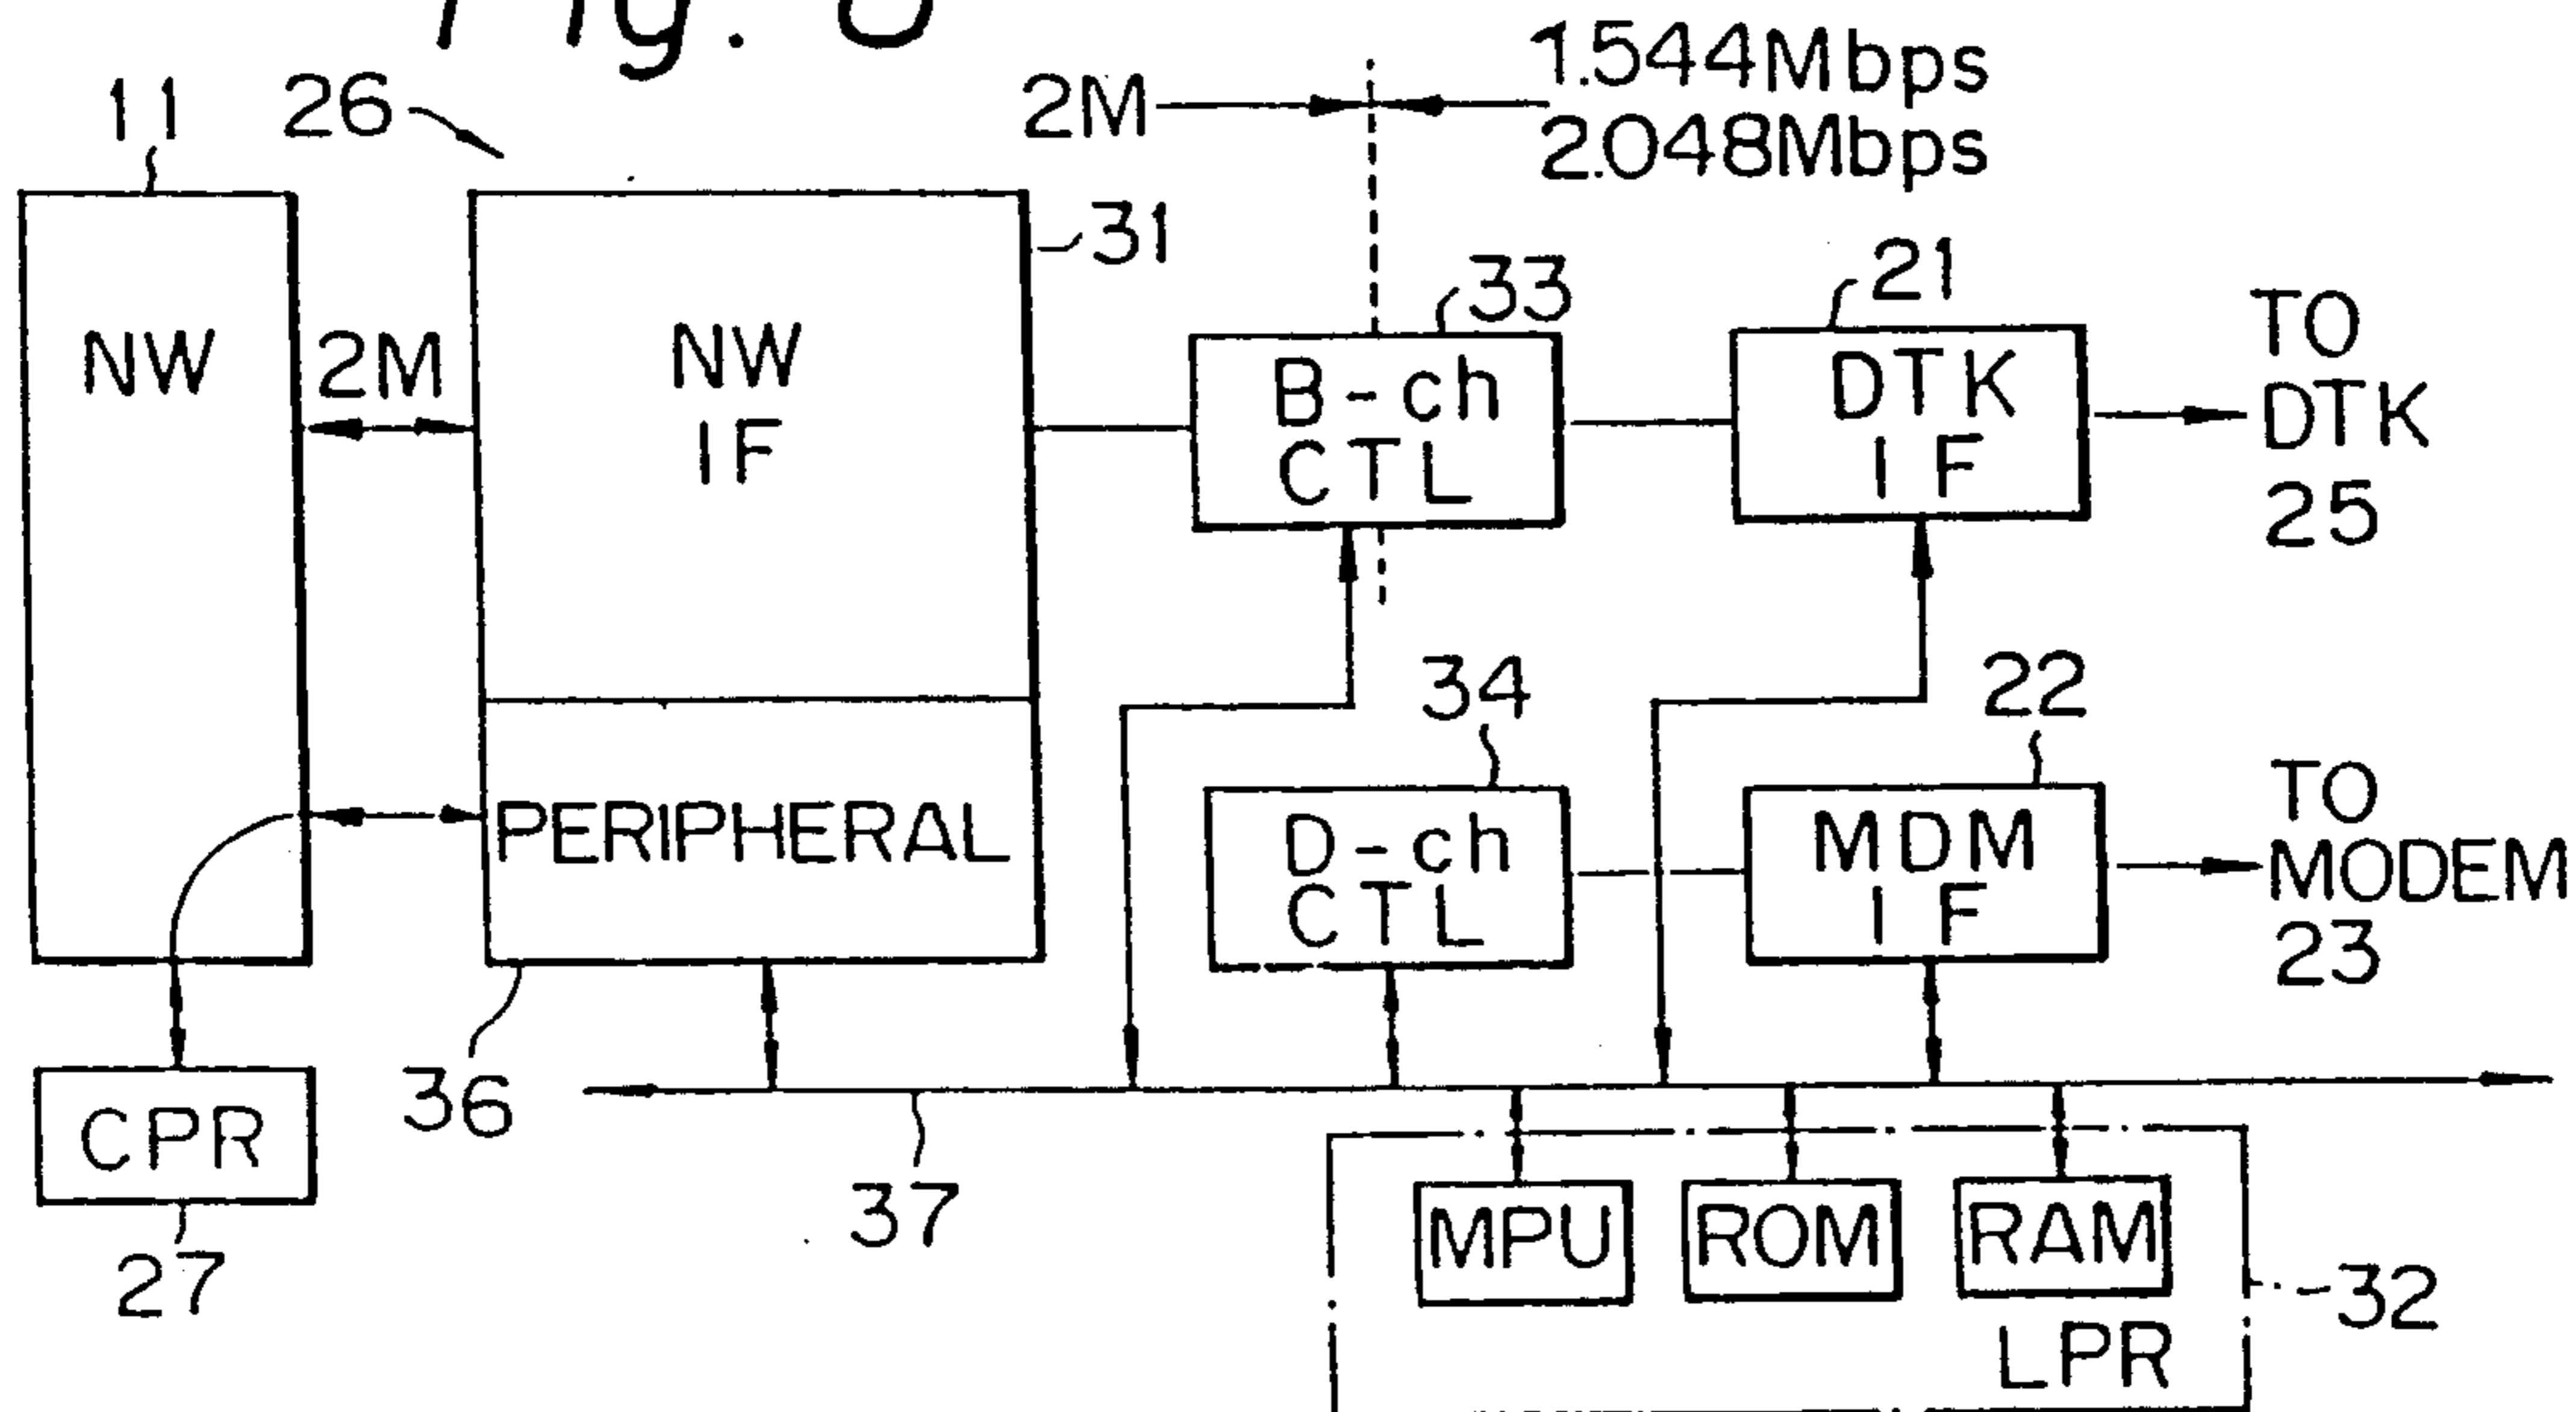 11
26
2M
1.544Mbps
2.048Mbps
31
33
21
NW
2M
NW
IF
B-ch
CTL
DTK
IF
TO
DTK
25
34
22
PERIPHERAL
D-ch
CTL
MDM
IF
TO
MODEM
23
36
37
CPR
27
MPU
ROM
RAM
LPR
32